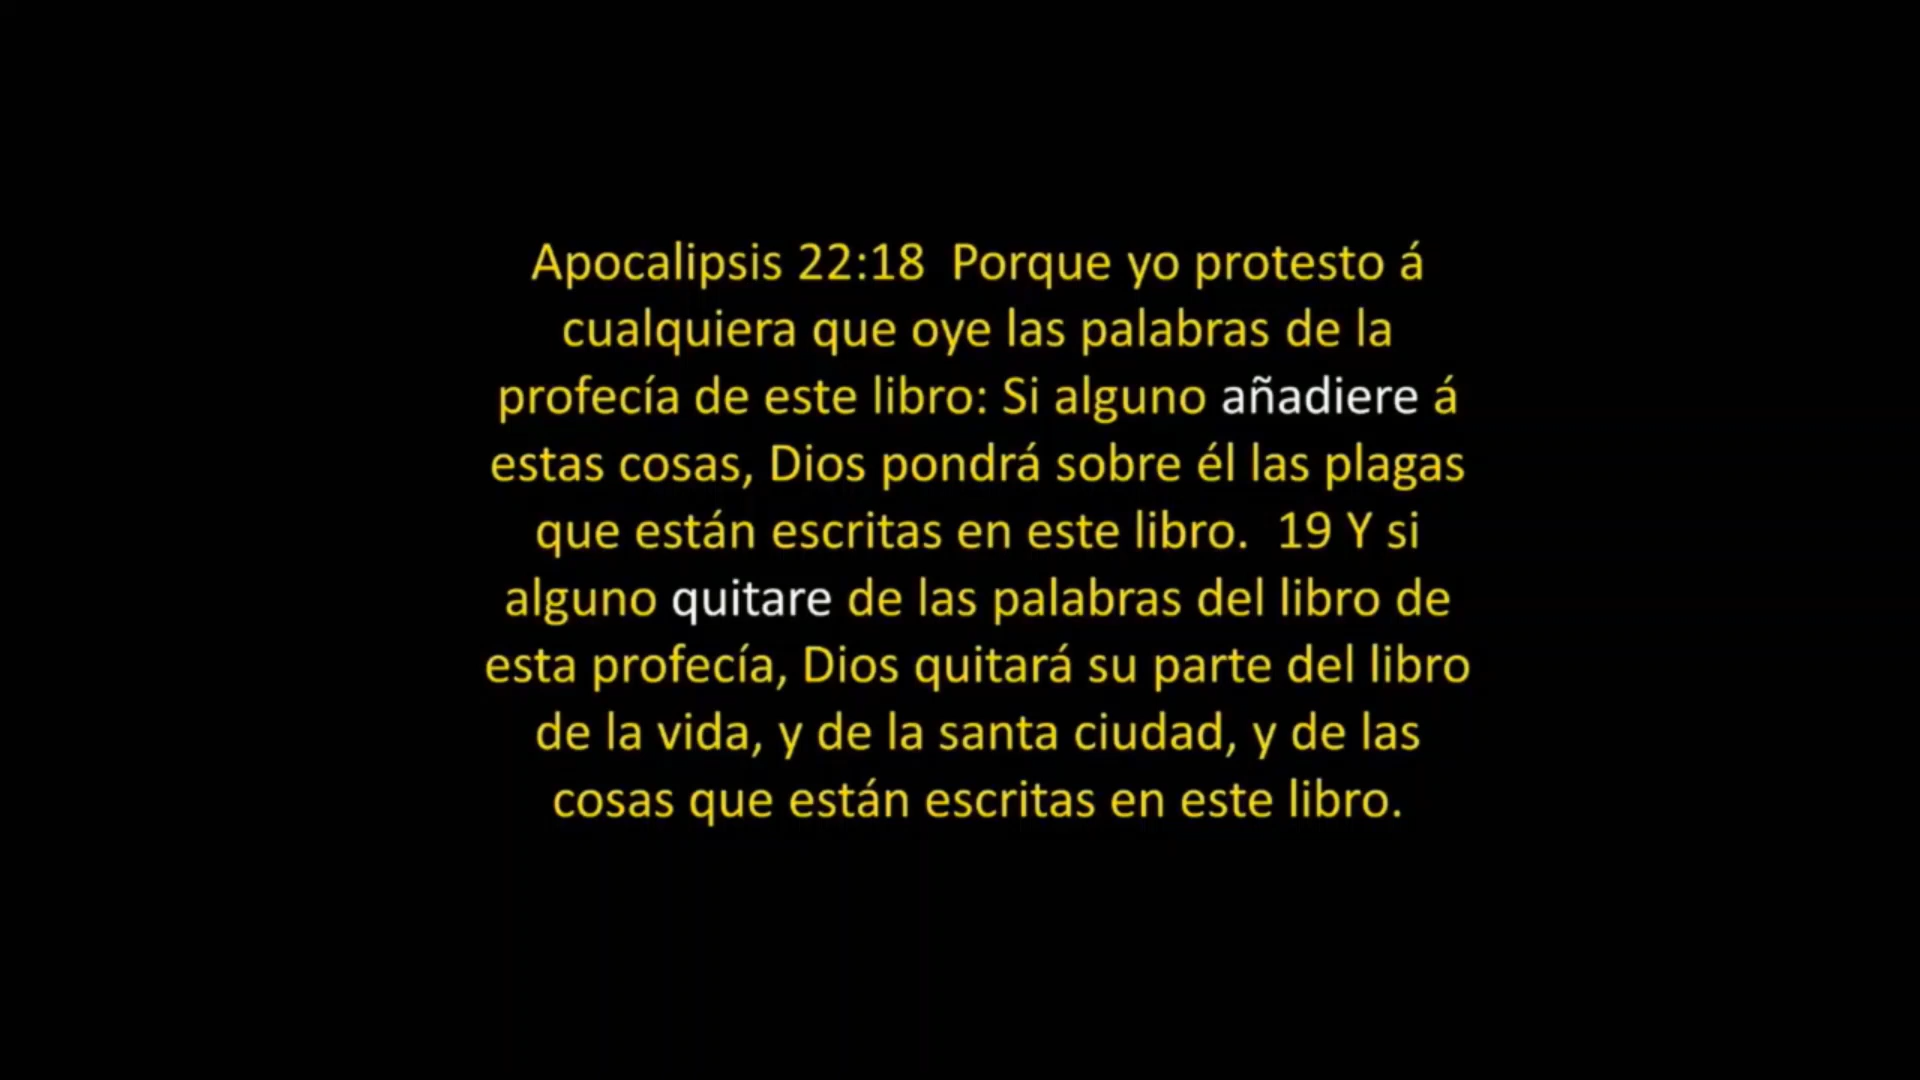 Apocalipsis 22:18  Porque yo protesto á
cualquiera que oye las palabras de la
profecía de este libro: Si alguno añadiere á
estas cosas, Dios pondrá sobre él las plagas
que están escritas en este libro.  19 Y si
alguno quitare de las palabras del libro de
esta profecía, Dios quitará su parte del libro
de la vida, y de la santa ciudad, y de las
cosas que están escritas en este libro.